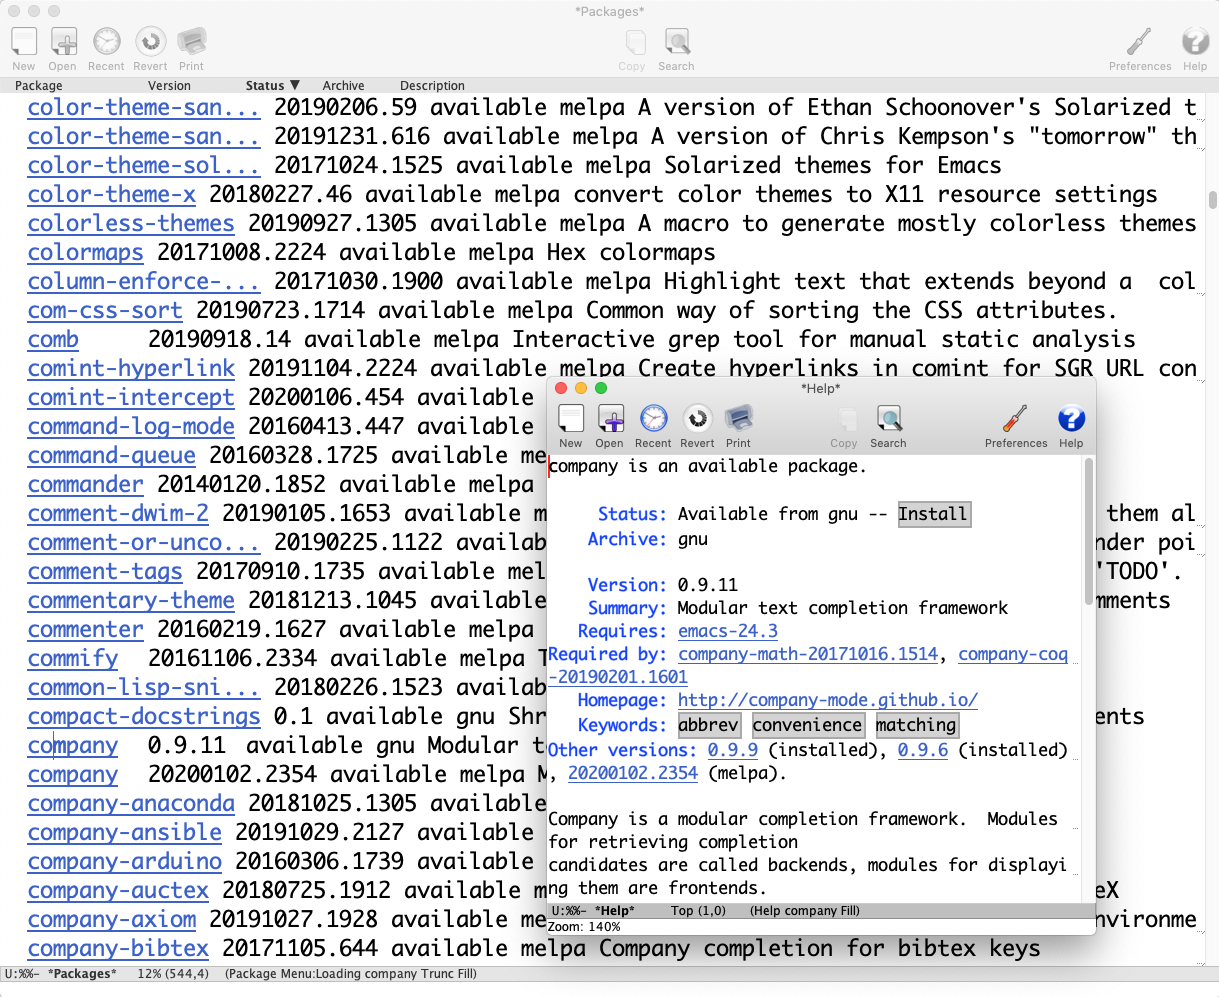 *Packages*
New Open Recent Revert Print Copy Search Preferences Help
Package Version Status ▼ Archive Description
color-theme-san... 20190206.59 available melpa A version of Ethan Schoonover's Solarized t
color-theme-san... 20191231.616 available melpa A version of Chris Kempson's "tomorrow" th
color-theme-sol... 20171024.1525 available melpa Solarized themes for Emacs
color-theme-x 20180227.46 available melpa convert color themes to X11 resource settings
colorless-themes 20190927.1305 available melpa A macro to generate mostly colorless themes
colormaps 20171008.2224 available melpa Hex colormaps
column-enforce-... 20171030.1900 available melpa Highlight text that extends beyond a  col
com-css-sort 20190723.1714 available melpa Common way of sorting the CSS attributes.
comb 20190918.14 available melpa Interactive grep tool for manual static analysis
comint-hyperlink 20191104.2224 available melpa Create hyperlinks in comint for SGR URL con
comint-intercept 20200106.454 available
command-log-mode 20160413.447 available
command-queue 20160328.1725 available me
commander 20140120.1852 available melpa
comment-dwim-2 20190105.1653 available m them al
comment-or-unco... 20190225.1122 availab nder poi
comment-tags 20170910.1735 available mel 'TODO'.
commentary-theme 20181213.1045 available mments
commenter 20160219.1627 available melpa
commify 20161106.2334 available melpa T
common-lisp-sni... 20180226.1523 availab
compact-docstrings 0.1 available gnu Shr ents
company 0.9.11 available gnu Modular t
company 20200102.2354 available melpa M
company-anaconda 20181025.1305 available
company-ansible 20191029.2127 available
company-arduino 20160306.1739 available
company-auctex 20180725.1912 available m eX
company-axiom 20191027.1928 available me nvironme
company-bibtex 20171105.644 available melpa Company completion for bibtex keys
U:%%- *Packages* 12% (544,4) (Package Menu:Loading company Trunc Fill)
*Help*
New Open Recent Revert Print Copy Search Preferences Help
company is an available package.
Status: Available from gnu -- Install
Archive: gnu
Version: 0.9.11
Summary: Modular text completion framework
Requires: emacs-24.3
Required by: company-math-20171016.1514, company-coq
-20190201.1601
Homepage: http://company-mode.github.io/
Keywords: abbrev convenience matching
Other versions: 0.9.9 (installed), 0.9.6 (installed)
, 20200102.2354 (melpa).
Company is a modular completion framework.  Modules
for retrieving completion
candidates are called backends, modules for displayi
ng them are frontends.
U:%%- *Help* Top (1,0) (Help company Fill)
Zoom: 140%